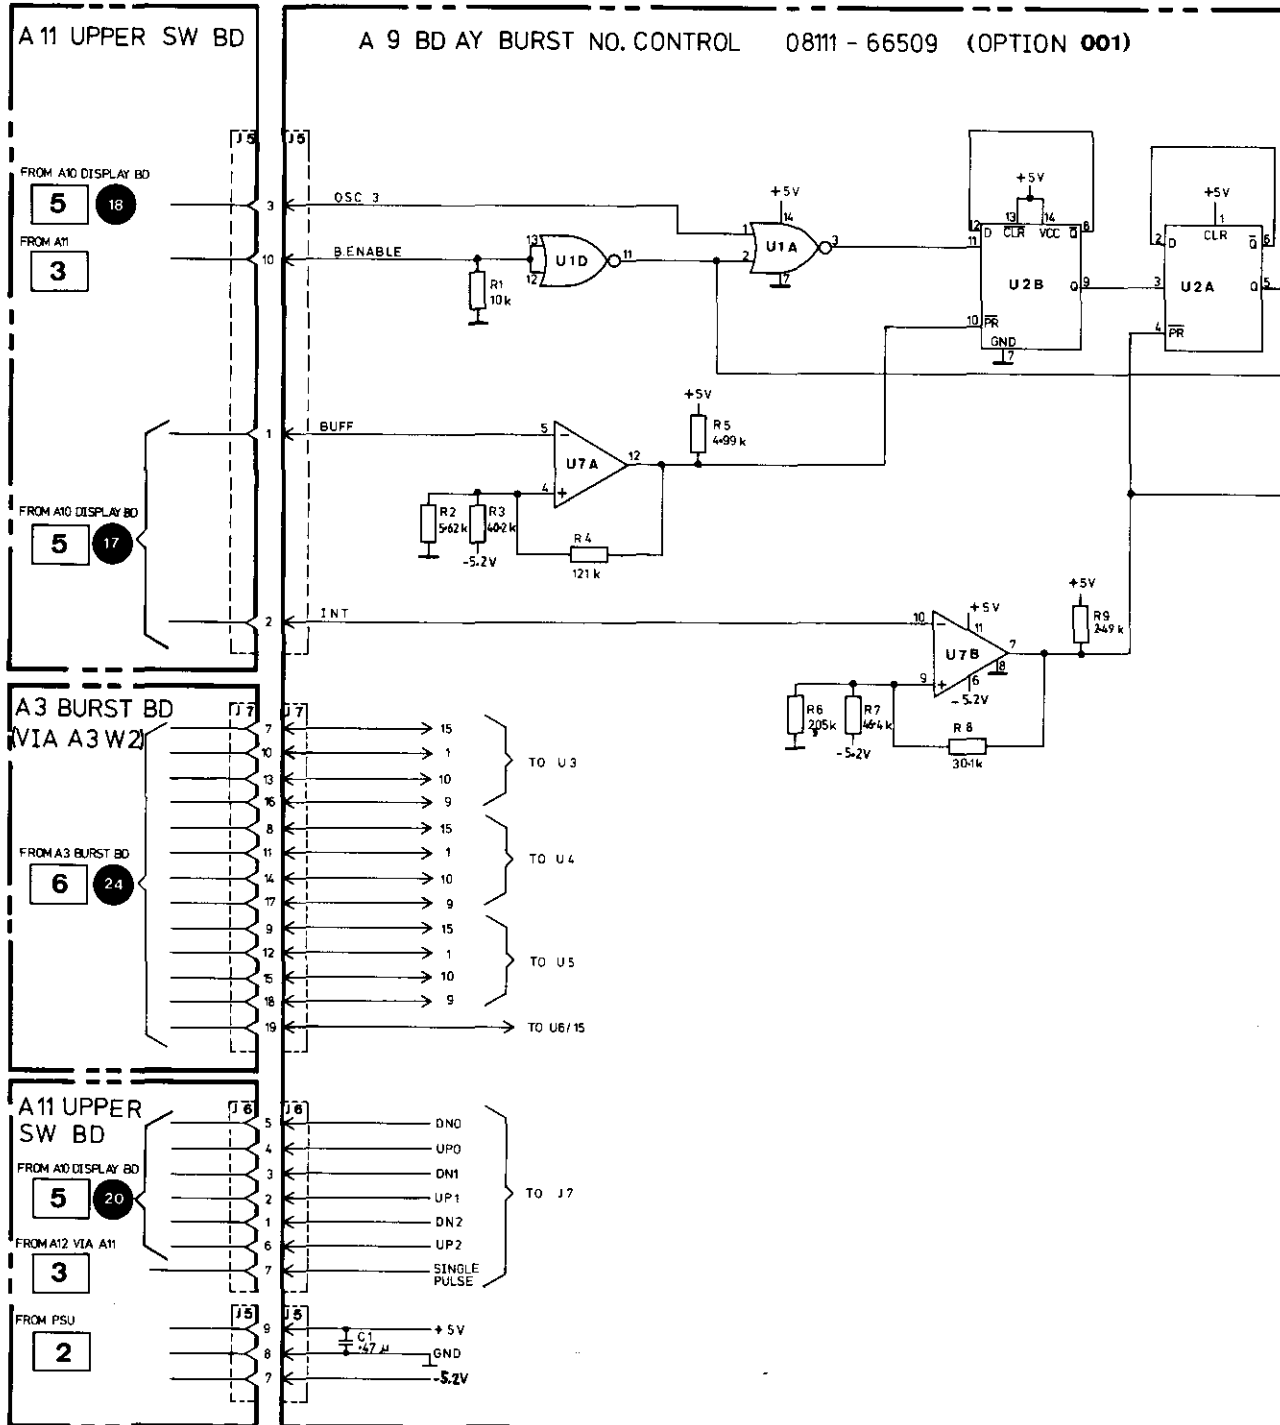 A11 UPPER SW BD
A 9 BD AY BURST NO. CONTROL 08111 - 66509 (OPTION 001)
J5 J5
FROM A10 DISPLAY BD
5 18
3 OSC 3
FROM A11
3
10 B.ENABLE
R1
10k
13
12
U1D
11
+5V
14
1
2
U1A
3
7
+5V
12 D 13 CLR 14 VCC Q 8
11
U2B
Q 9
10 PR
GND
7
+5V
1
2 D CLR Q 6
3 U2A Q 5
4 PR
1 BUFF
5 -
U7A
12
4 +
+5V
R5
4.99k
R2
5.62k
R3
40.2k
-5.2V
R4
121k
FROM A10 DISPLAY BD
5 17
2 INT
10 -
+5V
11
U7B
7
8
9 +
6
-5.2V
+5V
R9
2.49k
R6
R7
46.4k
-5.2V
R8
30.1k
A3 BURST BD
(VIA A3 W2)
J7 J7
7 15
10 1
13 10
16 9
TO U3
8 15
11 1
14 10
17 9
TO U4
FROM A3 BURST BD
6 24
9 15
12 1
15 10
18 9
TO U5
19 TO U6/15
A11 UPPER
SW BD
J6 J6
5 DN0
4 UP0
3 DN1
2 UP1
1 DN2
6 UP2
7 SINGLE
PULSE
TO J7
FROM A10 DISPLAY BD
5 20
FROM A12 VIA A11
3
J5 J5
FROM PSU
2
9 +5V
C1
.47 µ
8 GND
7 -5.2V